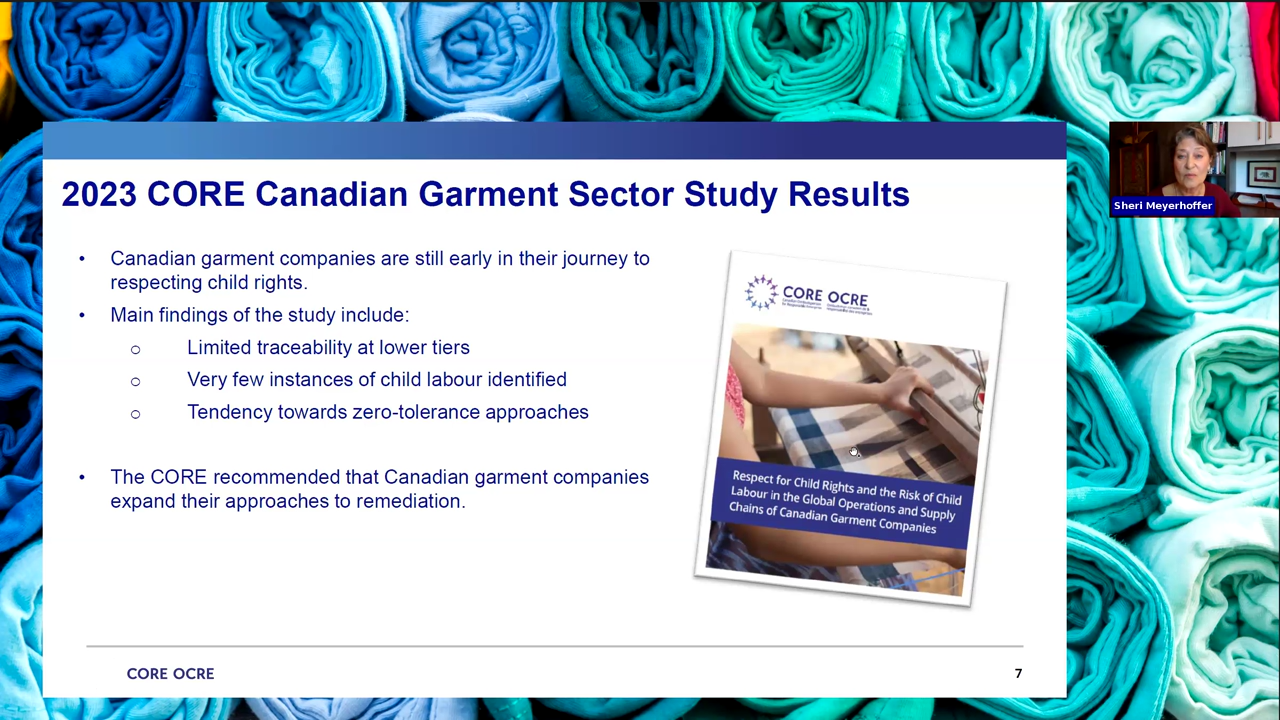 2023 CORE Canadian Garment Sector Study Results
Sheri Meyerhoffer
• Canadian garment companies are still early in their journey to
respecting child rights.
• Main findings of the study include:
o Limited traceability at lower tiers
o Very few instances of child labour identified
o Tendency towards zero-tolerance approaches
• The CORE recommended that Canadian garment companies
expand their approaches to remediation.
CORE OCRE
Respect for Child Rights and the Risk of Child
Labour in the Global Operations and Supply
Chains of Canadian Garment Companies
CORE OCRE
7